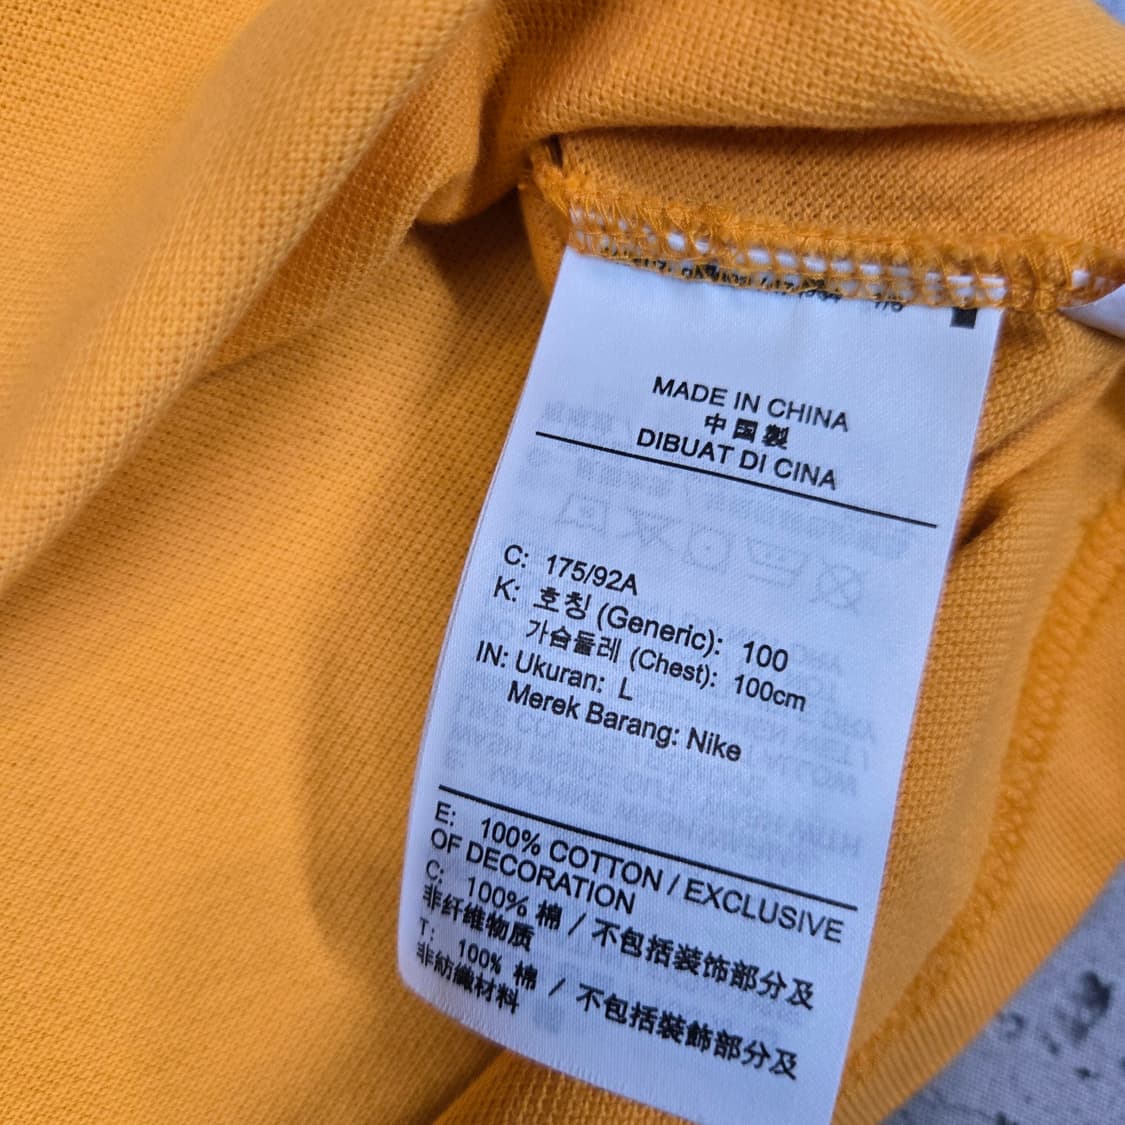 MADE IN CHINA
中国製
DIBUAT DI CINA
C: 175/92A
K: 호칭 (Generic): 100
가슴둘레 (Chest): 100cm
IN: Ukuran: L
Merek Barang: Nike
E: 100% COTTON / EXCLUSIVE
OF DECORATION
C: 100% 棉 / 不包括装饰部分及
非纤维物质
T: 100% 棉 / 不包括裝飾部分及
非紡織材料